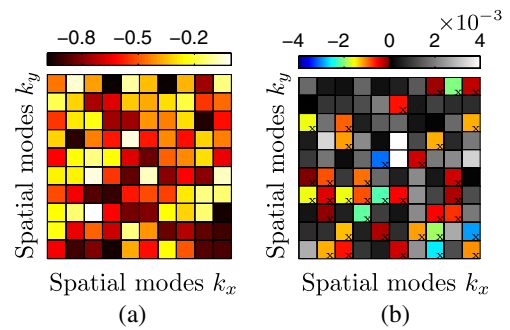 ×10⁻³
−0.8 −0.5 −0.2
−4 −2 0 2 4
Spatial modes k_y
Spatial modes k_y
x x x x x x x x x x x x x x x x x x x x x x x x x x x x x x x x x
Spatial modes k_x
Spatial modes k_x
(a)
(b)